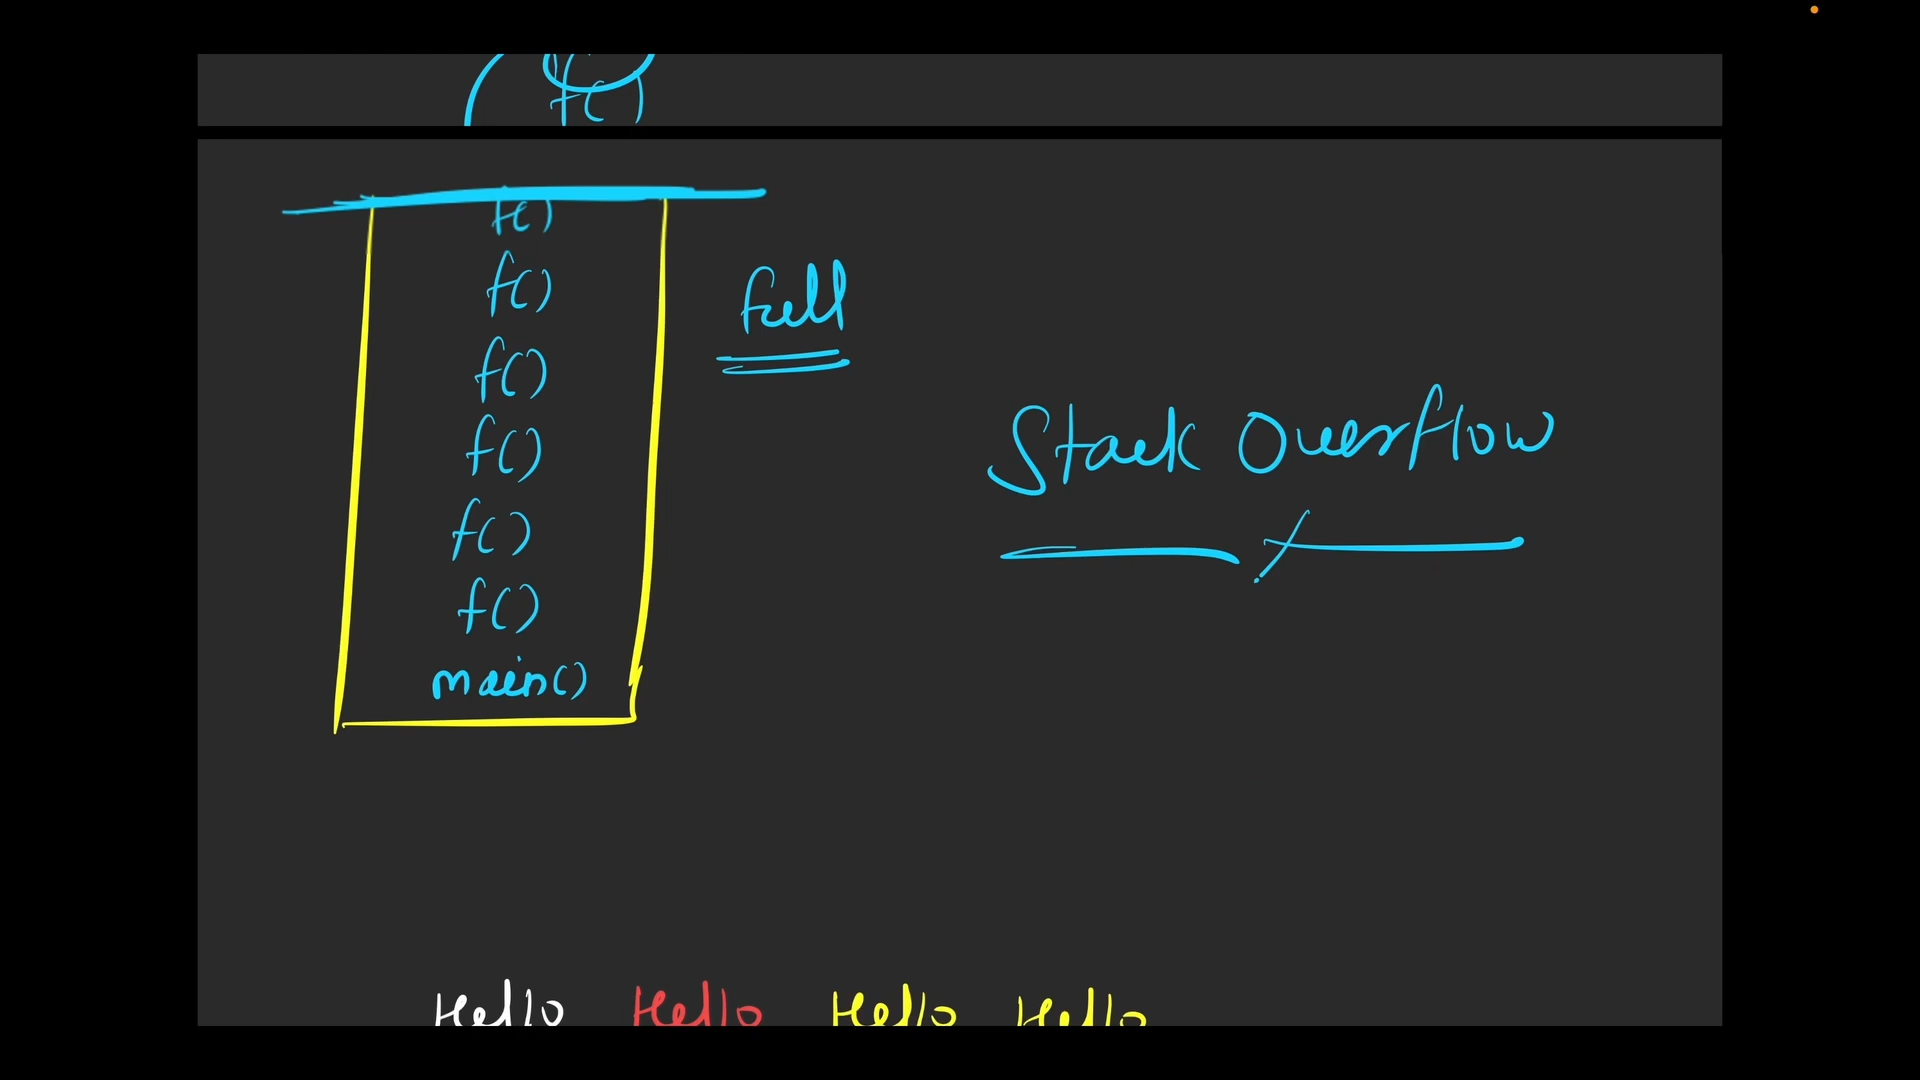 f()
f()
f()
full
f()
Stack Overflow
f()
f()
f()
main()
Hello Hello Hello Hello